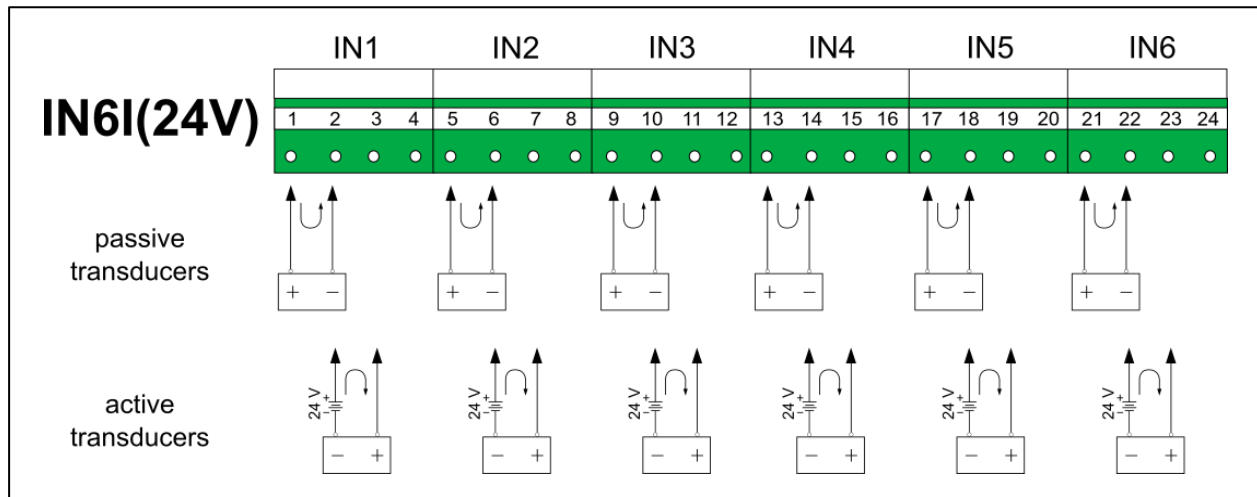 IN1 IN2 IN3 IN4 IN5 IN6
IN6I(24V)
1 2 3 4 5 6 7 8 9 10 11 12 13 14 15 16 17 18 19 20 21 22 23 24
passive
transducers
+ − + − + − + − + − + −
active
transducers
24 V + − 24 V + − 24 V + − 24 V + − 24 V + − 24 V + −
− + − + − + − + − + − +